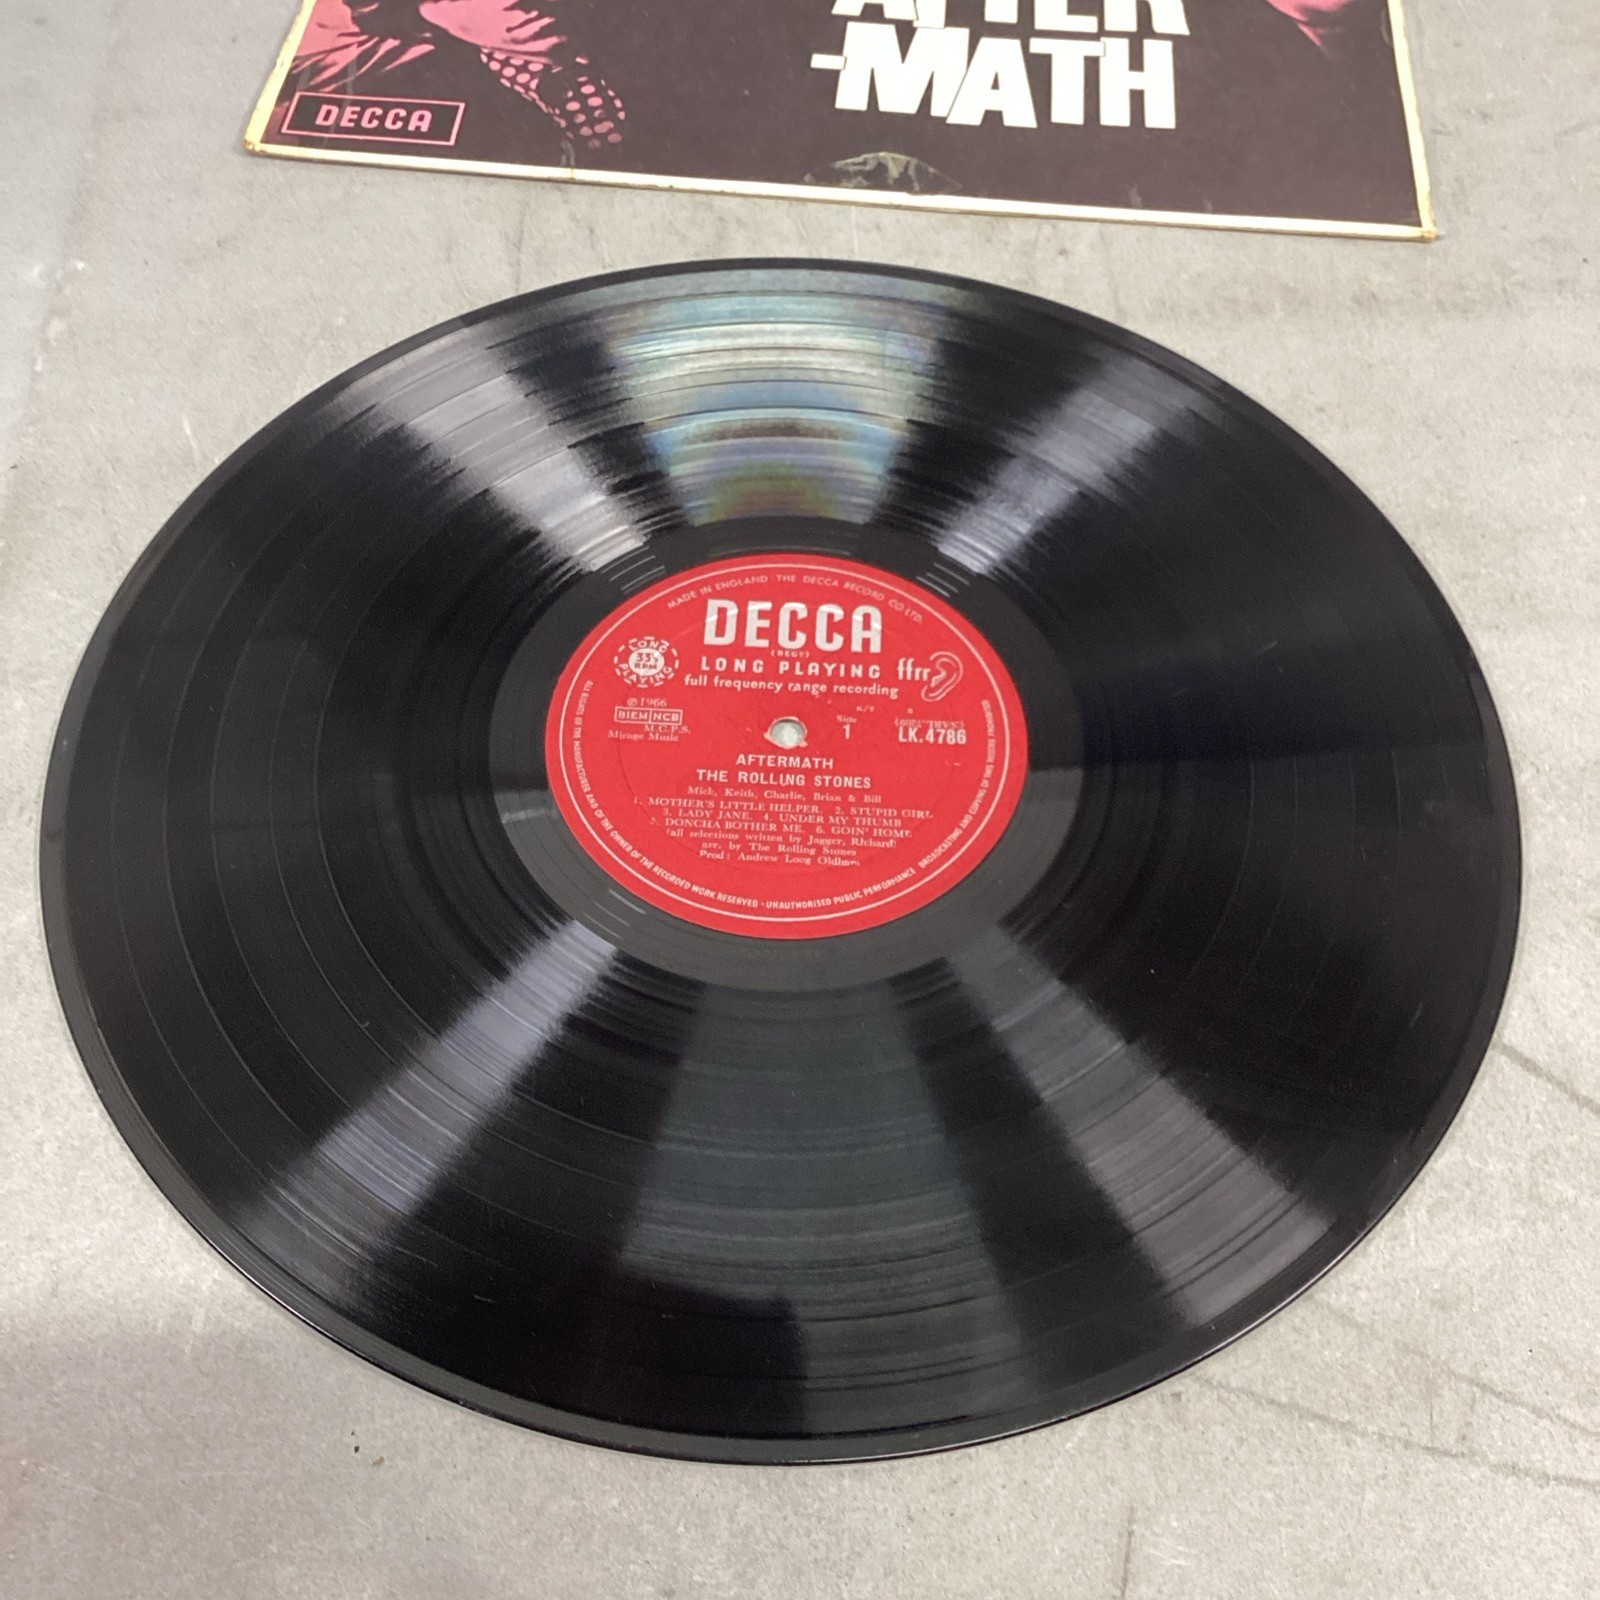 AFTER
-MATH
DECCA
MADE IN ENGLAND THE DECCA RECORD CO. LTD.
DECCA
(REGD)
LONG PLAYING ffrr
full frequency range recording
LONG
33⅓
RPM
PLAYING
℗ 1966
BIEM NCB
M.C.P.S.
Mirage Music
K/T
Side
1
LK.4786
AFTERMATH
THE ROLLING STONES
Mick, Keith, Charlie, Brian & Bill
1. MOTHER'S LITTLE HELPER. 2. STUPID GIRL
3. LADY JANE. 4. UNDER MY THUMB
5. DONCHA BOTHER ME. 6. GOIN' HOME
(all selections written by Jagger, Richard)
arr. by The Rolling Stones
Prod: Andrew Loog Oldham
ALL RIGHTS OF THE MANUFACTURER AND OF THE OWNER OF THE RECORDED WORK RESERVED · UNAUTHORISED PUBLIC PERFORMANCE BROADCASTING AND COPYING OF THIS RECORD PROHIBITED